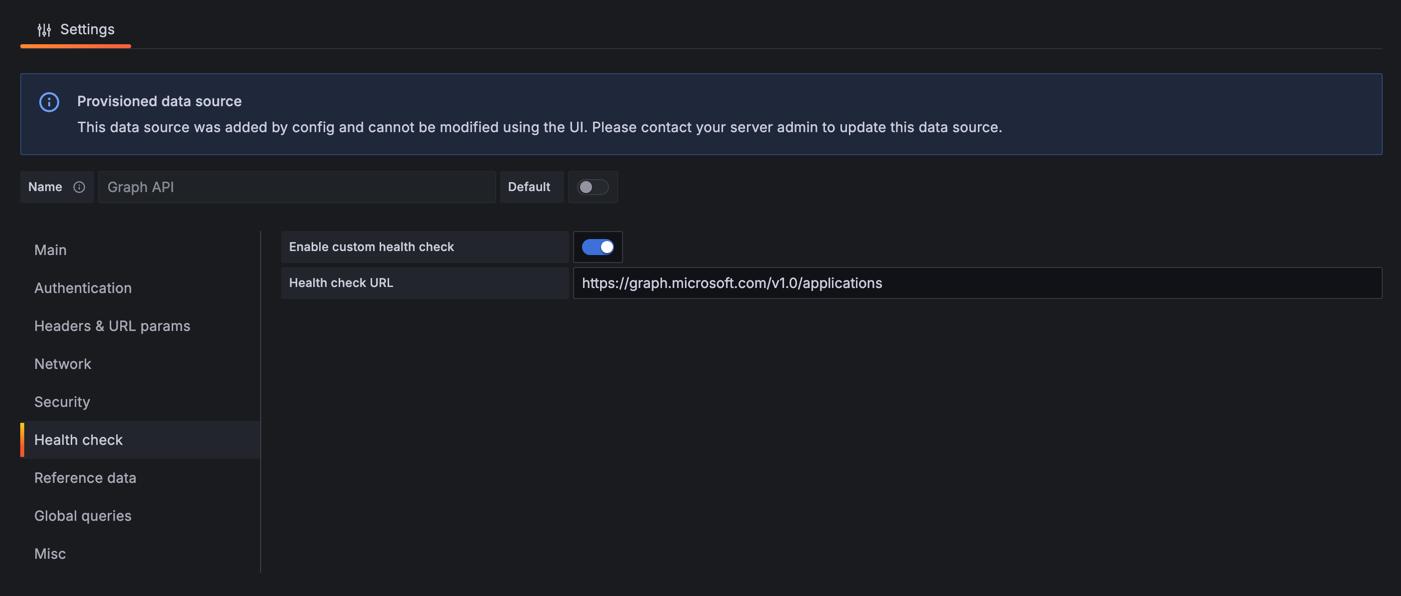 Settings
Provisioned data source
This data source was added by config and cannot be modified using the UI. Please contact your server admin to update this data source.
Name Graph API Default
Main
Authentication
Headers & URL params
Network
Security
Health check
Reference data
Global queries
Misc
Enable custom health check
Health check URL https://graph.microsoft.com/v1.0/applications